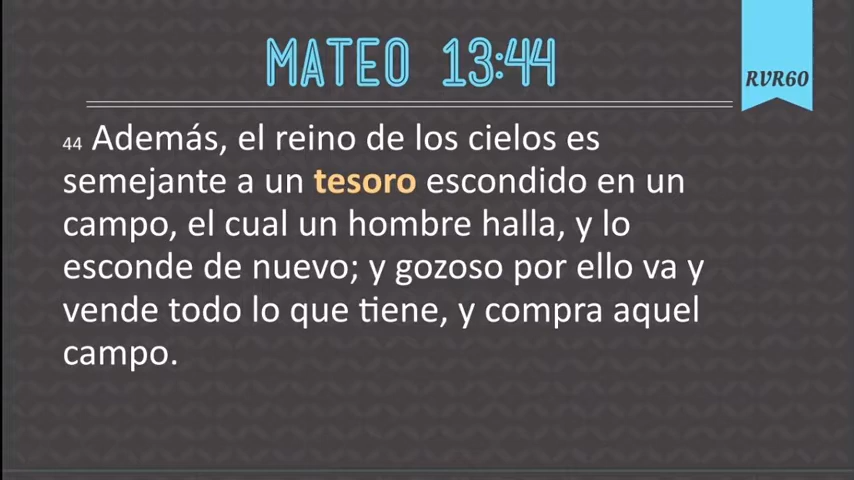 MATEO 13:44
RVR60
44 Además, el reino de los cielos es
semejante a un tesoro escondido en un
campo, el cual un hombre halla, y lo
esconde de nuevo; y gozoso por ello va y
vende todo lo que tiene, y compra aquel
campo.